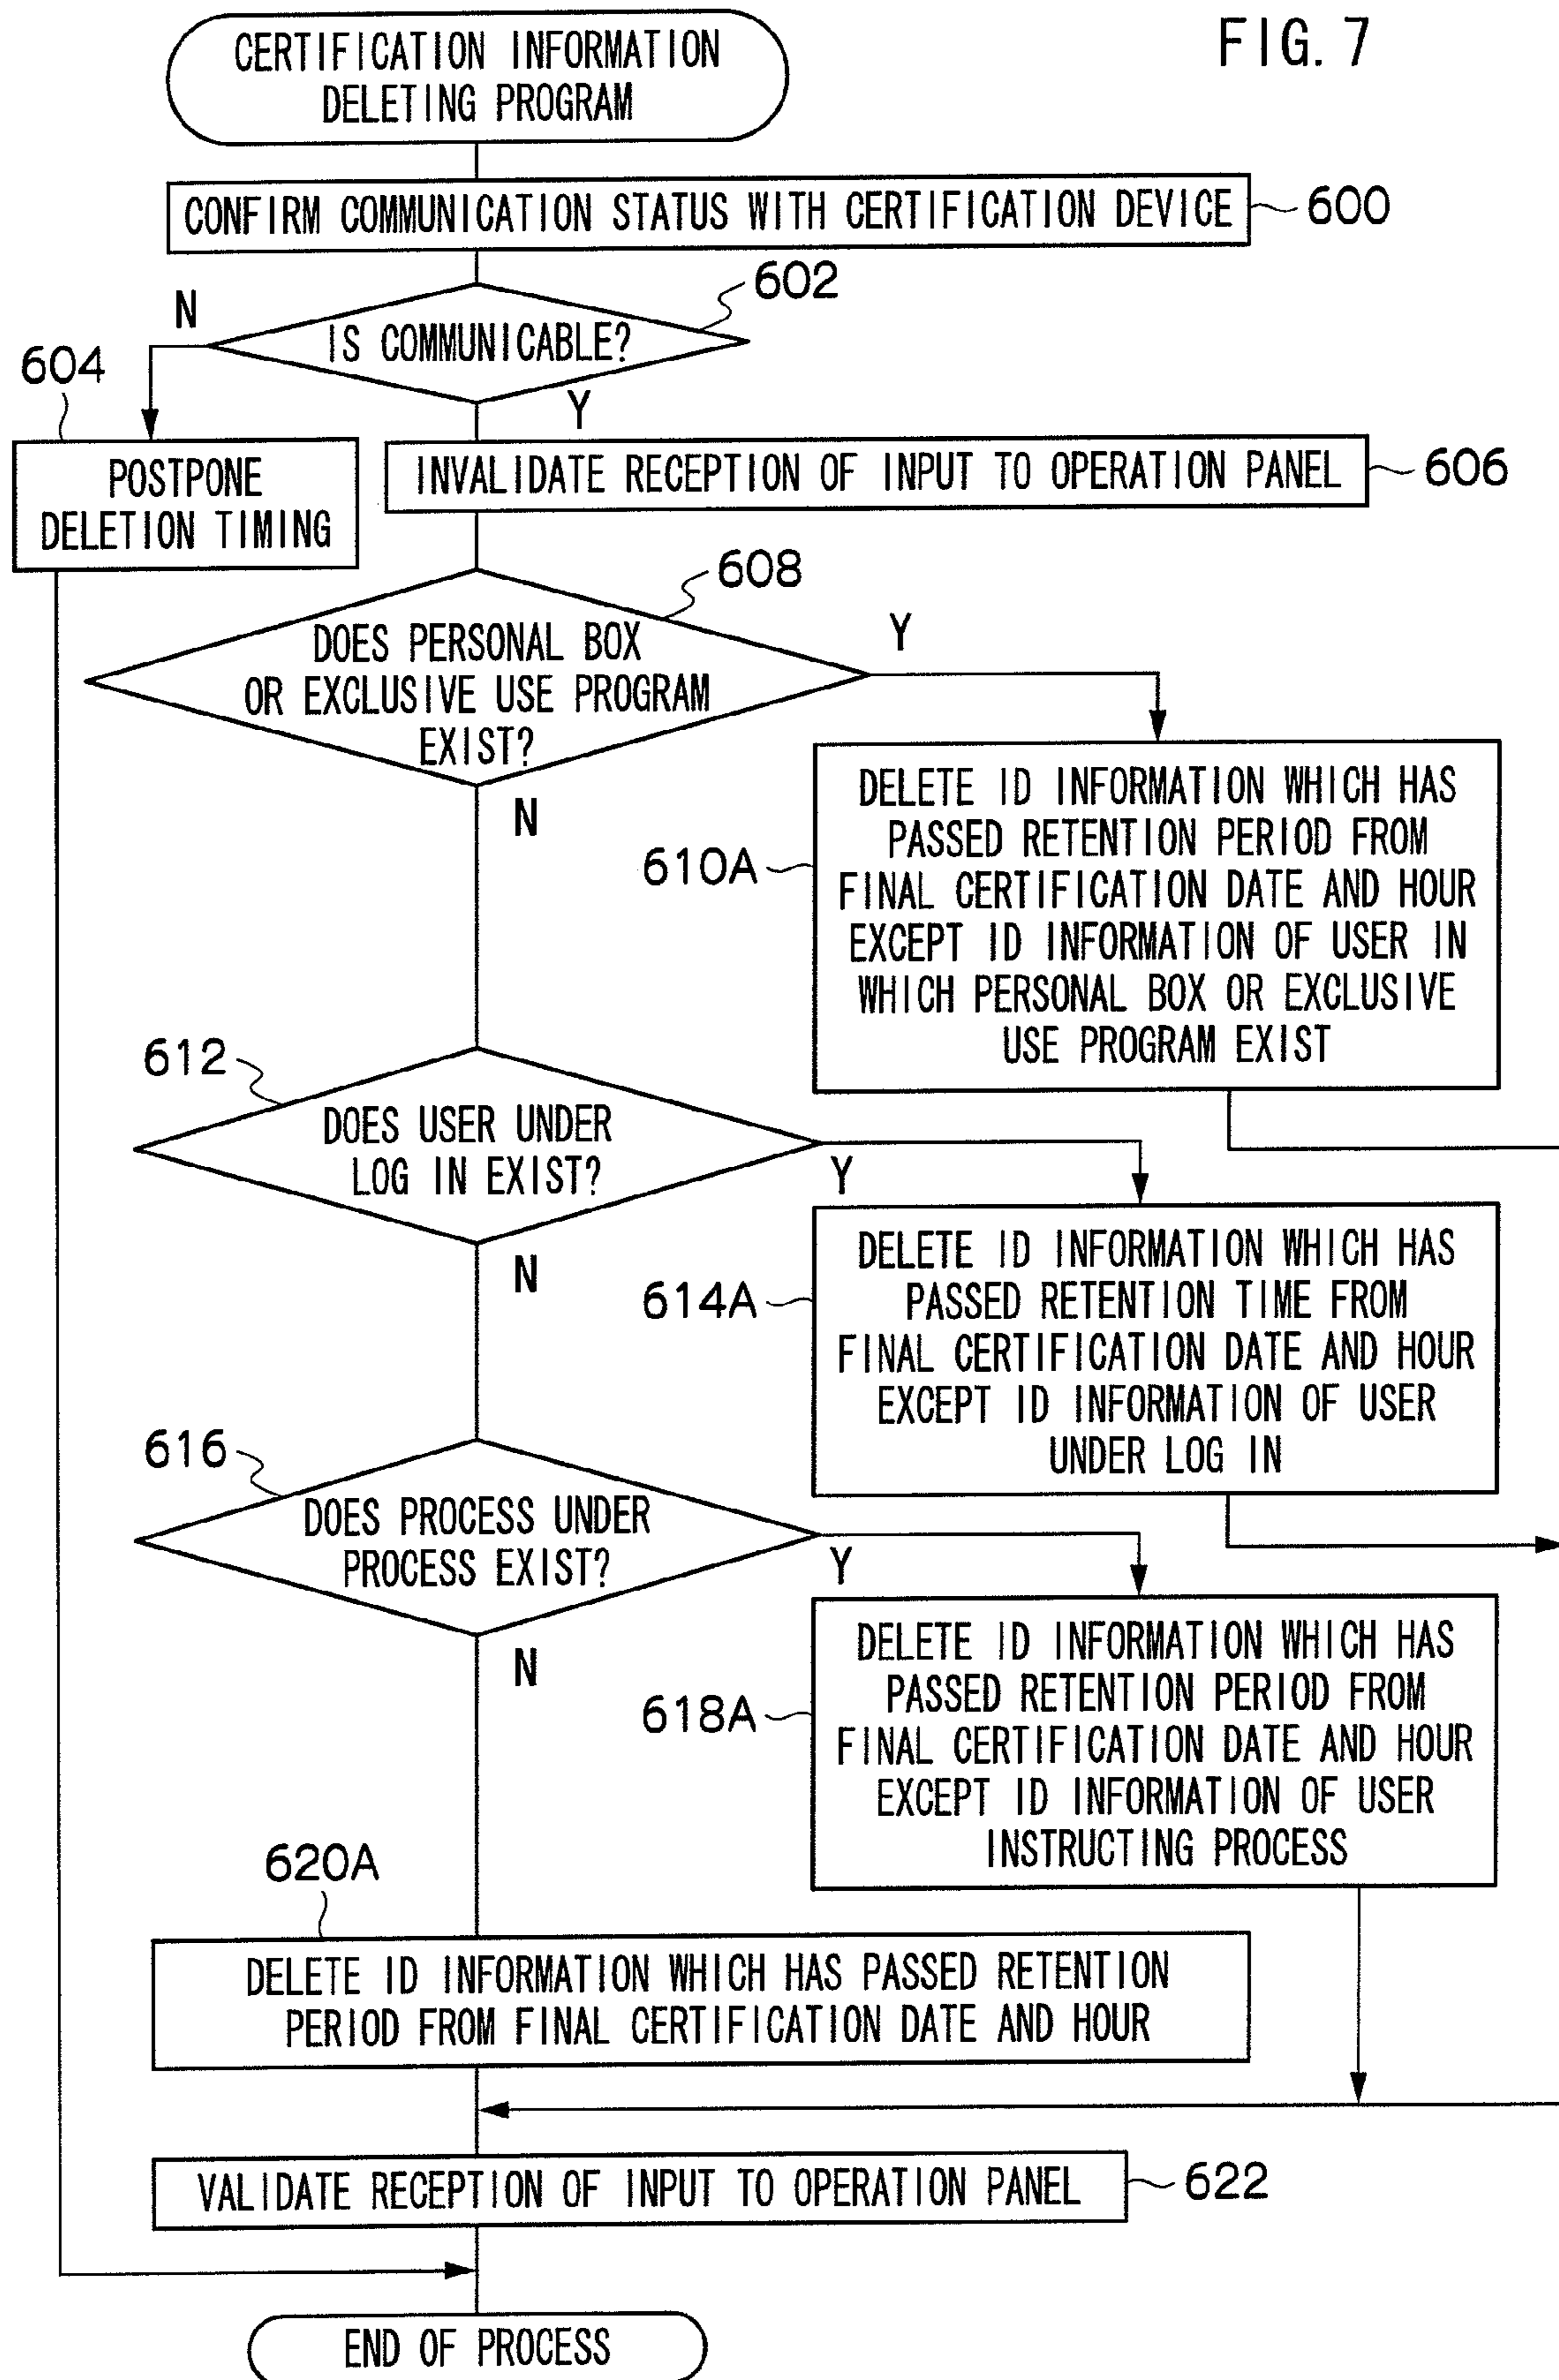 FIG. 7
CERTIFICATION INFORMATION
DELETING PROGRAM
CONFIRM COMMUNICATION STATUS WITH CERTIFICATION DEVICE
600
602
N
IS COMMUNICABLE?
Y
604
POSTPONE
DELETION TIMING
INVALIDATE RECEPTION OF INPUT TO OPERATION PANEL
606
608
DOES PERSONAL BOX
OR EXCLUSIVE USE PROGRAM
EXIST?
Y
N
610A
DELETE ID INFORMATION WHICH HAS
PASSED RETENTION PERIOD FROM
FINAL CERTIFICATION DATE AND HOUR
EXCEPT ID INFORMATION OF USER IN
WHICH PERSONAL BOX OR EXCLUSIVE
USE PROGRAM EXIST
612
DOES USER UNDER
LOG IN EXIST?
Y
N
614A
DELETE ID INFORMATION WHICH HAS
PASSED RETENTION TIME FROM
FINAL CERTIFICATION DATE AND HOUR
EXCEPT ID INFORMATION OF USER
UNDER LOG IN
616
DOES PROCESS UNDER
PROCESS EXIST?
Y
N
618A
DELETE ID INFORMATION WHICH HAS
PASSED RETENTION PERIOD FROM
FINAL CERTIFICATION DATE AND HOUR
EXCEPT ID INFORMATION OF USER
INSTRUCTING PROCESS
620A
DELETE ID INFORMATION WHICH HAS PASSED RETENTION
PERIOD FROM FINAL CERTIFICATION DATE AND HOUR
VALIDATE RECEPTION OF INPUT TO OPERATION PANEL
622
END OF PROCESS